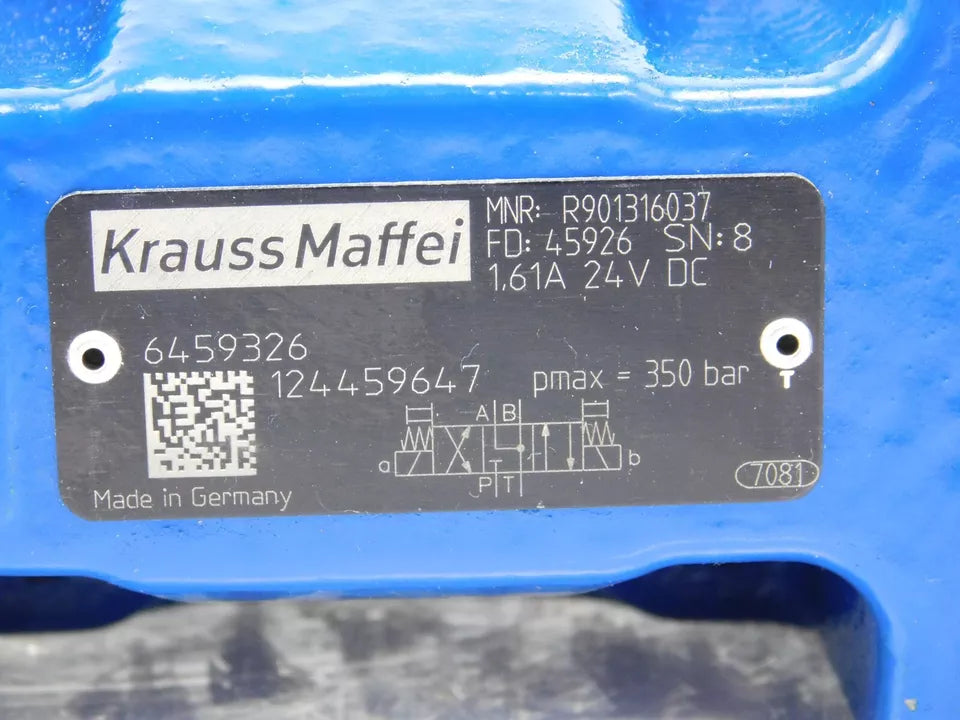 Krauss Maffei
MNR: R901316037
FD: 45926 SN: 8
1,61A 24V DC
6459326
124459647
pmax = 350 bar
A B
a
b
P T
T
7081
Made in Germany